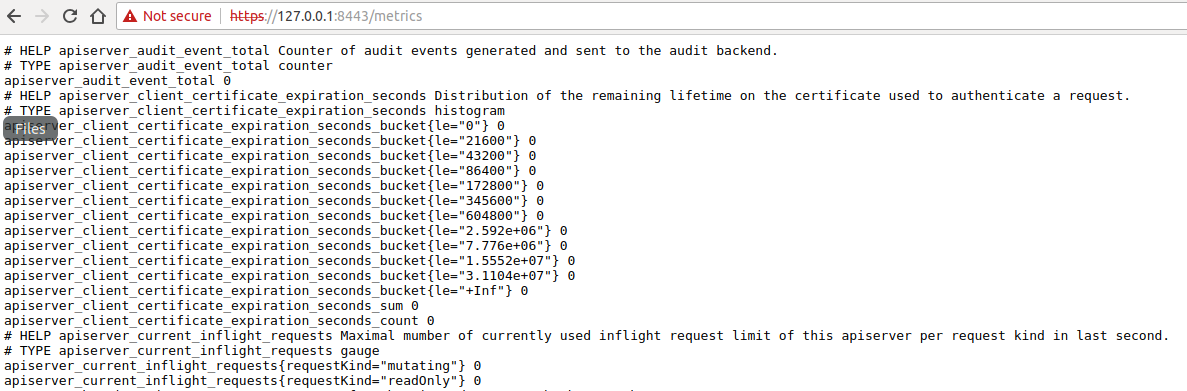 Not secure https://127.0.0.1:8443/metrics
# HELP apiserver_audit_event_total Counter of audit events generated and sent to the audit backend.
# TYPE apiserver_audit_event_total counter
apiserver_audit_event_total 0
# HELP apiserver_client_certificate_expiration_seconds Distribution of the remaining lifetime on the certificate used to authenticate a request.
# TYPE apiserver_client_certificate_expiration_seconds histogram
apiserver_client_certificate_expiration_seconds_bucket{le="0"} 0
Files
apiserver_client_certificate_expiration_seconds_bucket{le="21600"} 0
apiserver_client_certificate_expiration_seconds_bucket{le="43200"} 0
apiserver_client_certificate_expiration_seconds_bucket{le="86400"} 0
apiserver_client_certificate_expiration_seconds_bucket{le="172800"} 0
apiserver_client_certificate_expiration_seconds_bucket{le="345600"} 0
apiserver_client_certificate_expiration_seconds_bucket{le="604800"} 0
apiserver_client_certificate_expiration_seconds_bucket{le="2.592e+06"} 0
apiserver_client_certificate_expiration_seconds_bucket{le="7.776e+06"} 0
apiserver_client_certificate_expiration_seconds_bucket{le="1.5552e+07"} 0
apiserver_client_certificate_expiration_seconds_bucket{le="3.1104e+07"} 0
apiserver_client_certificate_expiration_seconds_bucket{le="+Inf"} 0
apiserver_client_certificate_expiration_seconds_sum 0
apiserver_client_certificate_expiration_seconds_count 0
# HELP apiserver_current_inflight_requests Maximal mumber of currently used inflight request limit of this apiserver per request kind in last second.
# TYPE apiserver_current_inflight_requests gauge
apiserver_current_inflight_requests{requestKind="mutating"} 0
apiserver_current_inflight_requests{requestKind="readOnly"} 0